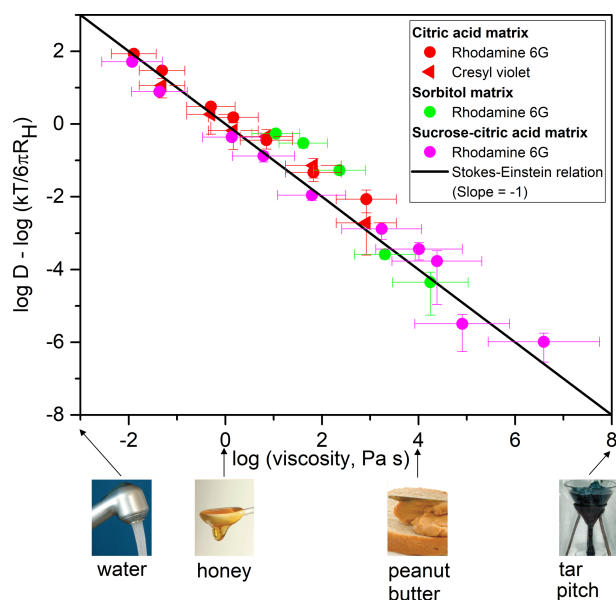 Citric acid matrix
Rhodamine 6G
Cresyl violet
Sorbitol matrix
Rhodamine 6G
Sucrose-citric acid matrix
Rhodamine 6G
Stokes-Einstein relation
(Slope = -1)
log D - log (kT/6πR_H)
2
0
-2
-4
-6
-8
-2
0
2
4
6
8
log (viscosity, Pa s)
water
honey
peanut
butter
tar
pitch